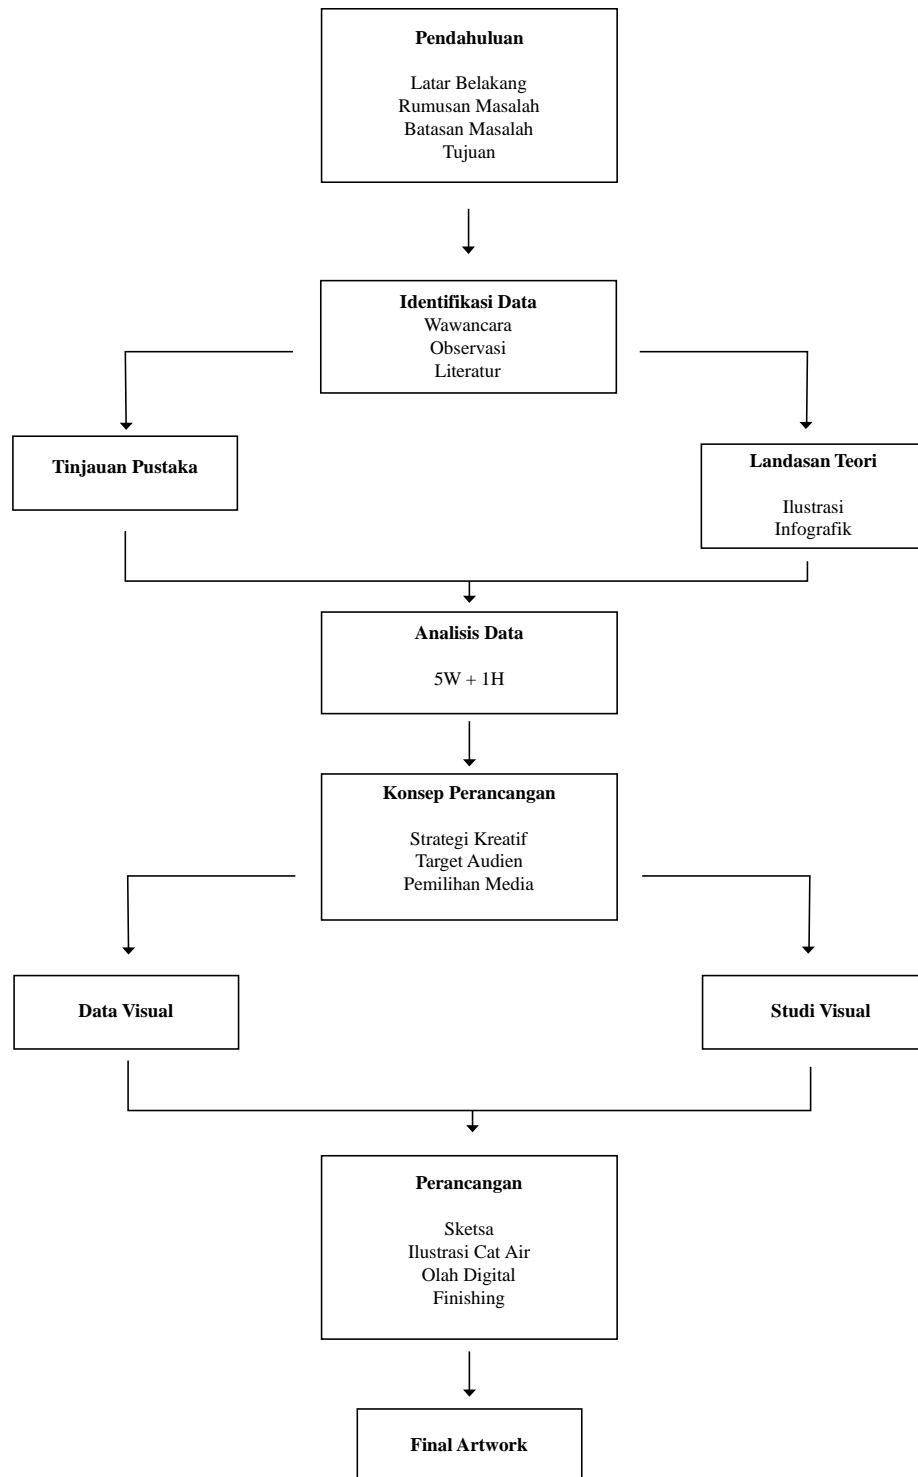 Pendahuluan
Latar Belakang
Rumusan Masalah
Batasan Masalah
Tujuan
Identifikasi Data
Wawancara
Observasi
Literatur
Tinjauan Pustaka
Landasan Teori
Ilustrasi
Infografik
Analisis Data
5W + 1H
Konsep Perancangan
Strategi Kreatif
Target Audien
Pemilihan Media
Data Visual
Studi Visual
Perancangan
Sketsa
Ilustrasi Cat Air
Olah Digital
Finishing
Final Artwork